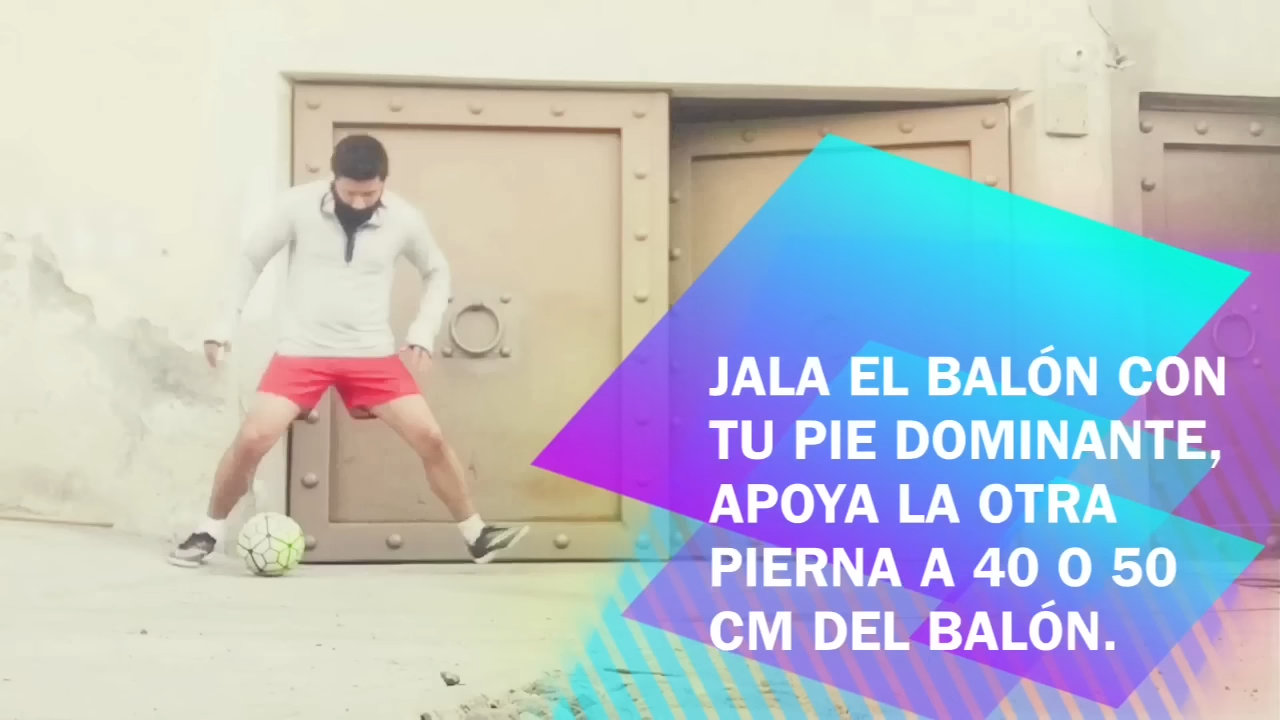 JALA EL BALÓN CON
TU PIE DOMINANTE,
APOYA LA OTRA
PIERNA A 40 O 50
CM DEL BALÓN.